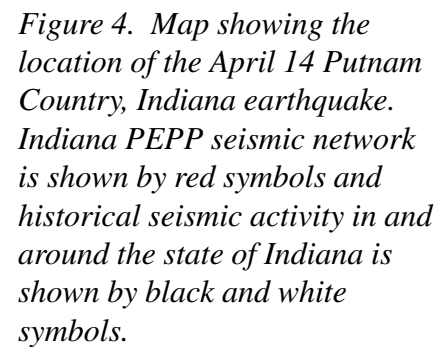 Figure 4.  Map showing the
location of the April 14 Putnam
Country, Indiana earthquake.
Indiana PEPP seismic network
is shown by red symbols and
historical seismic activity in and
around the state of Indiana is
shown by black and white
symbols.